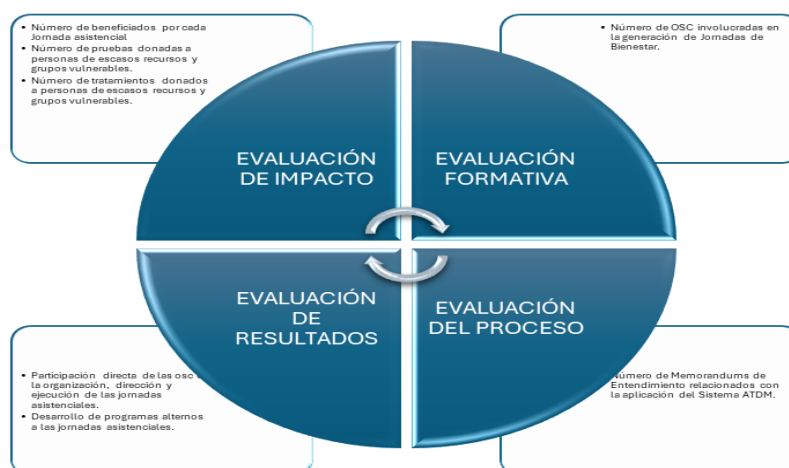 • Número de beneficiados por cada
Jornada asistencial
• Número de pruebas donadas a
personas de escasos recursos y
grupos vulnerables.
• Número de tratamientos donados
a personas de escasos recursos y
grupos vulnerables.
• Número de OSC involucradas en
la generación de Jornadas de
Bienestar.
EVALUACIÓN
DE IMPACTO
EVALUACIÓN
FORMATIVA
EVALUACIÓN
DE
RESULTADOS
EVALUACIÓN
DEL PROCESO
• Participación directa de las osc
la organización, dirección y
ejecución de las jornadas
asistenciales.
• Desarrollo de programas alternos
a las jornadas asistenciales.
Número de Memorandums de
Entendimiento relacionados con
la aplicación del Sistema ATDM.